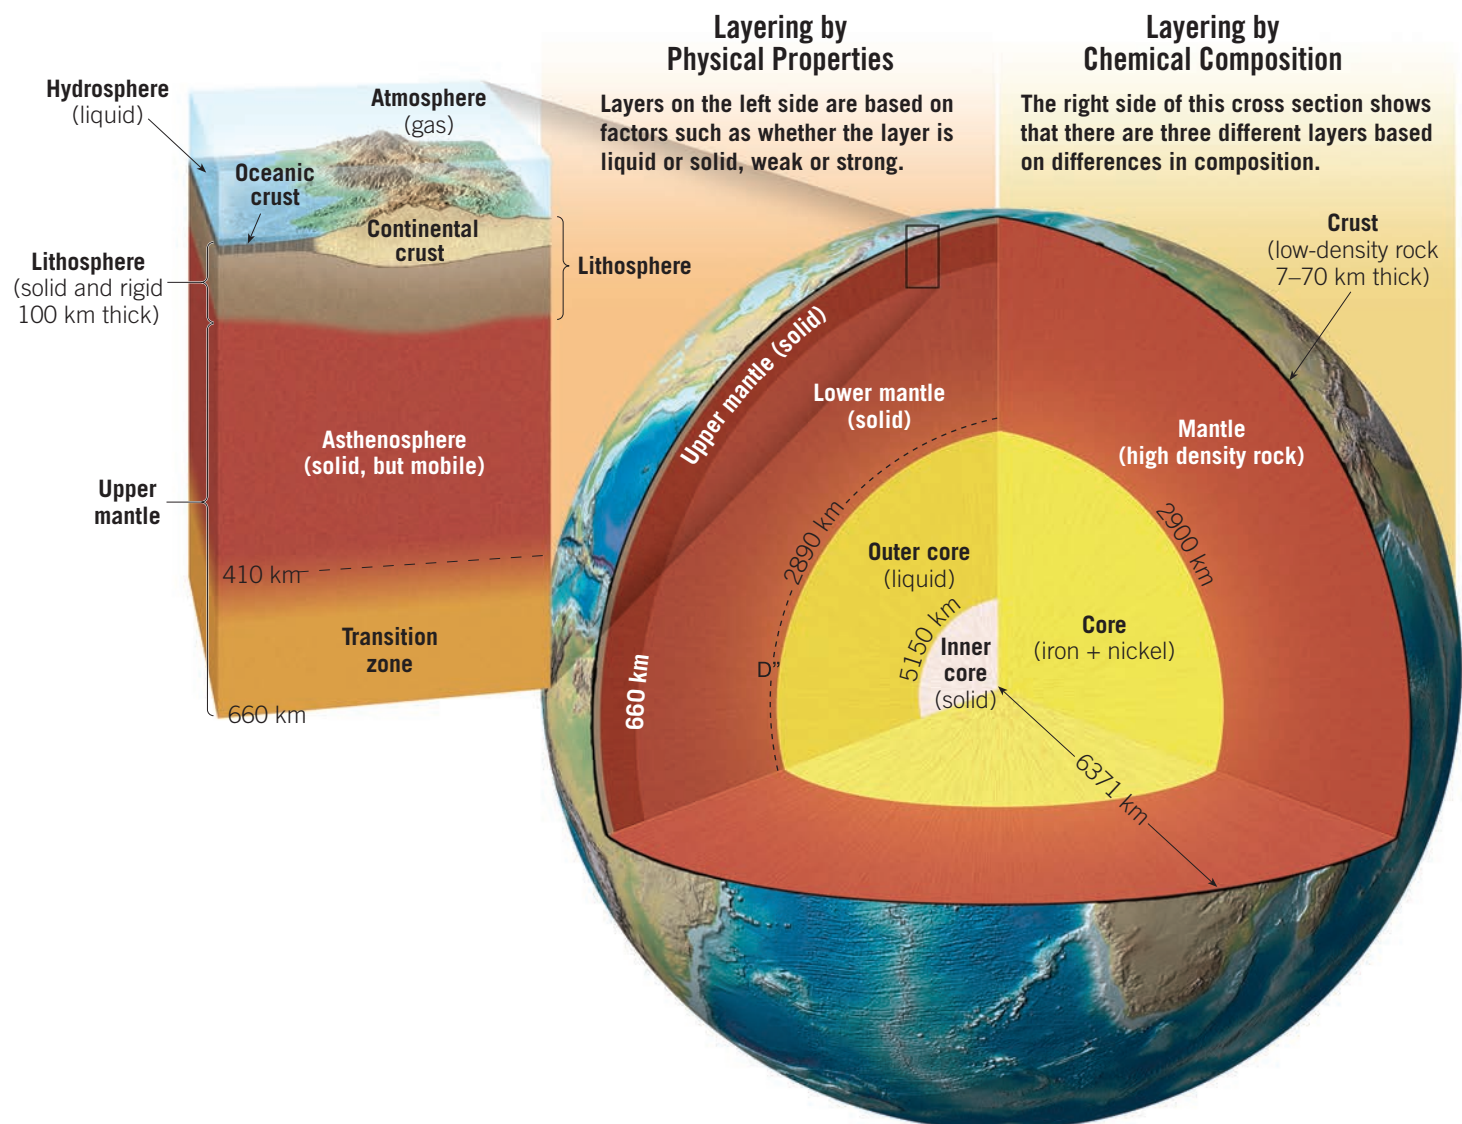 Layering by
Physical Properties
Layers on the left side are based on
factors such as whether the layer is
liquid or solid, weak or strong.
Layering by
Chemical Composition
The right side of this cross section shows
that there are three different layers based
on differences in composition.
Hydrosphere
(liquid)
Atmosphere
(gas)
Oceanic
crust
Continental
crust
Lithosphere
(solid and rigid
100 km thick)
Lithosphere
Asthenosphere
(solid, but mobile)
Upper
mantle
410 km
Transition
zone
660 km
Upper mantle (solid)
Lower mantle
(solid)
660 km
2890 km
D”
Outer core
(liquid)
5150 km
Inner
core
(solid)
Crust
(low-density rock
7–70 km thick)
Mantle
(high density rock)
2900 km
Core
(iron + nickel)
6371 km